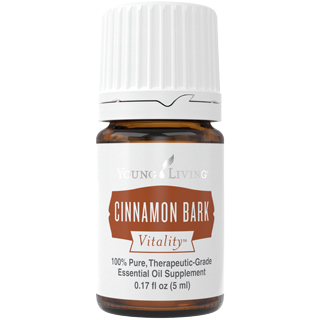 YOUNG LIVING®
CINNAMON BARK
Vitality™
100% Pure, Therapeutic-Grade
Essential Oil Supplement
0.17 fl oz (5 ml)